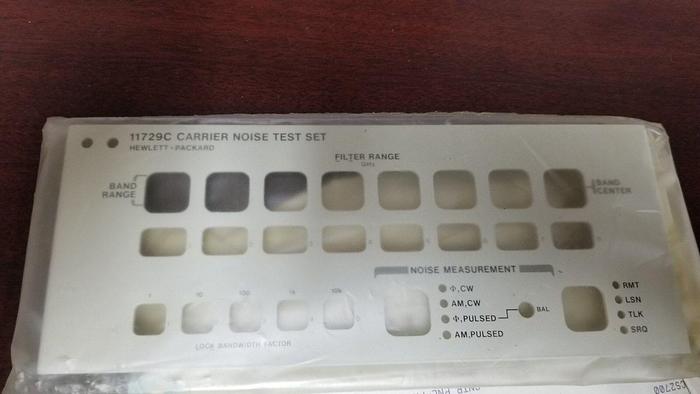 11729C CARRIER NOISE TEST SET
HEWLETT · PACKARD
FILTER RANGE
GHz
BAND
RANGE
BAND
CENTER
NOISE MEASUREMENT
Φ,CW
AM,CW
Φ,PULSED
AM,PULSED
BAL
RMT
LSN
TLK
SRQ
1
10
100
1k
10k
LOCK BANDWIDTH FACTOR
CS2700